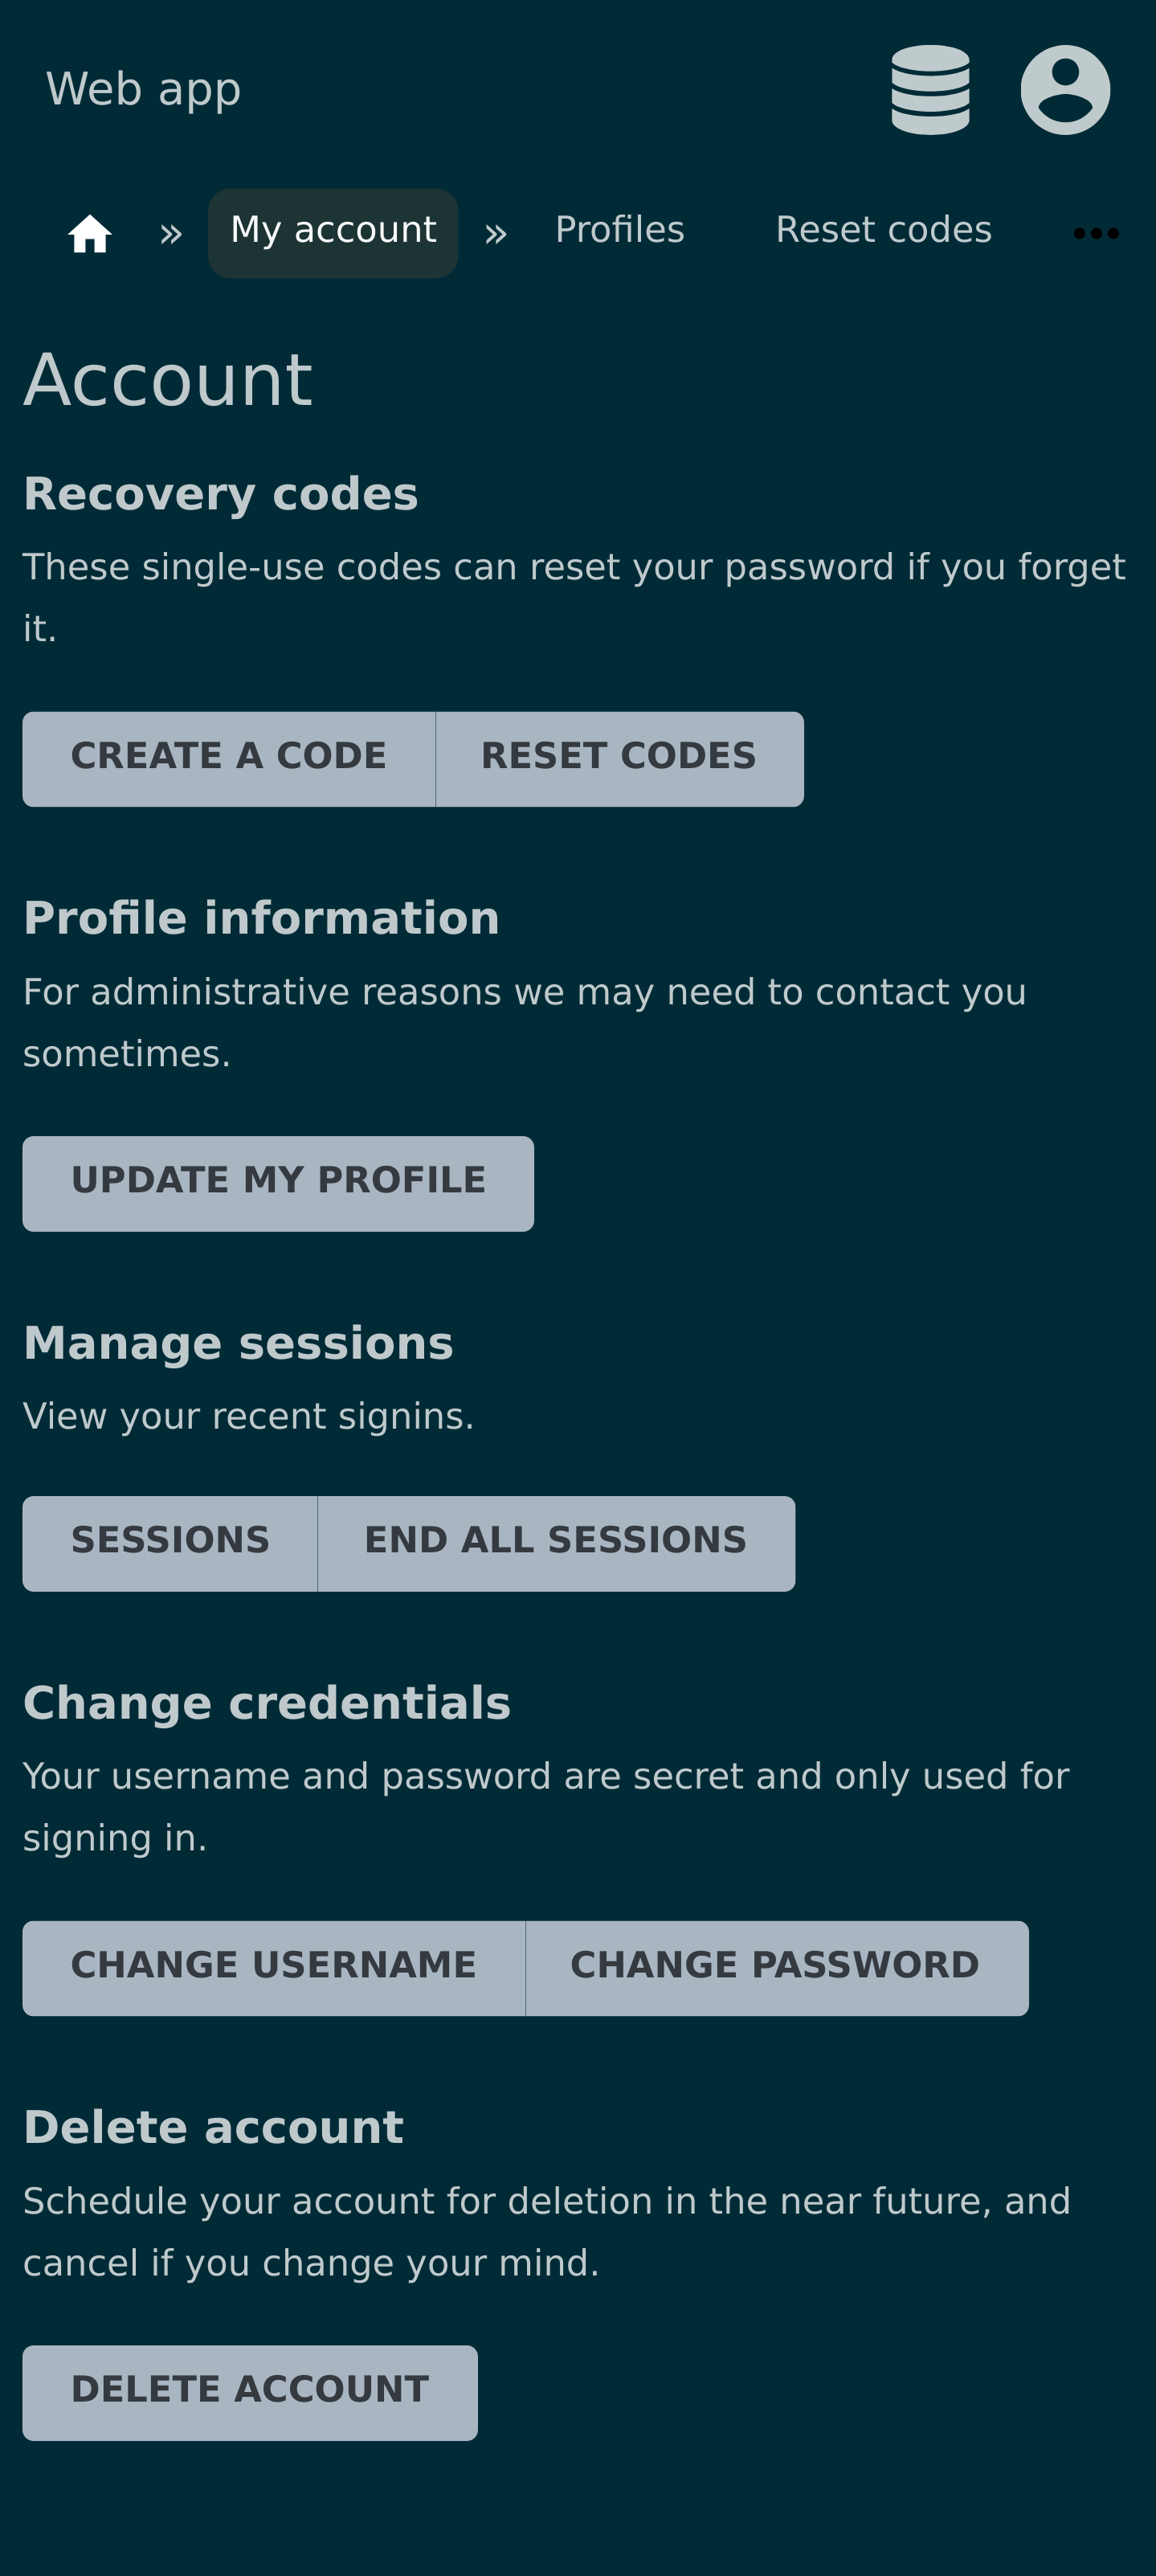 Web app
» My account » Profiles Reset codes •••
Account
Recovery codes
These single-use codes can reset your password if you forget
it.
CREATE A CODE RESET CODES
Profile information
For administrative reasons we may need to contact you
sometimes.
UPDATE MY PROFILE
Manage sessions
View your recent signins.
SESSIONS END ALL SESSIONS
Change credentials
Your username and password are secret and only used for
signing in.
CHANGE USERNAME CHANGE PASSWORD
Delete account
Schedule your account for deletion in the near future, and
cancel if you change your mind.
DELETE ACCOUNT